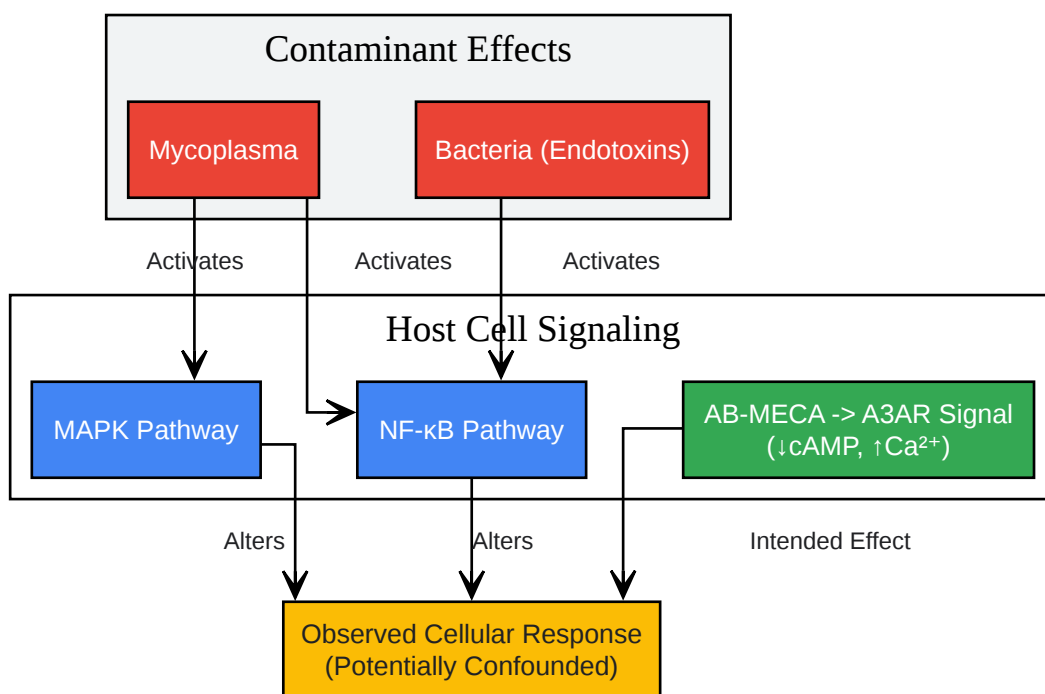 Contaminant Effects
Mycoplasma
Bacteria (Endotoxins)
Activates
Activates
Activates
Host Cell Signaling
MAPK Pathway
NF-κB Pathway
AB-MECA -> A3AR Signal
(↓cAMP, ↑Ca²⁺)
Alters
Alters
Intended Effect
Observed Cellular Response
(Potentially Confounded)